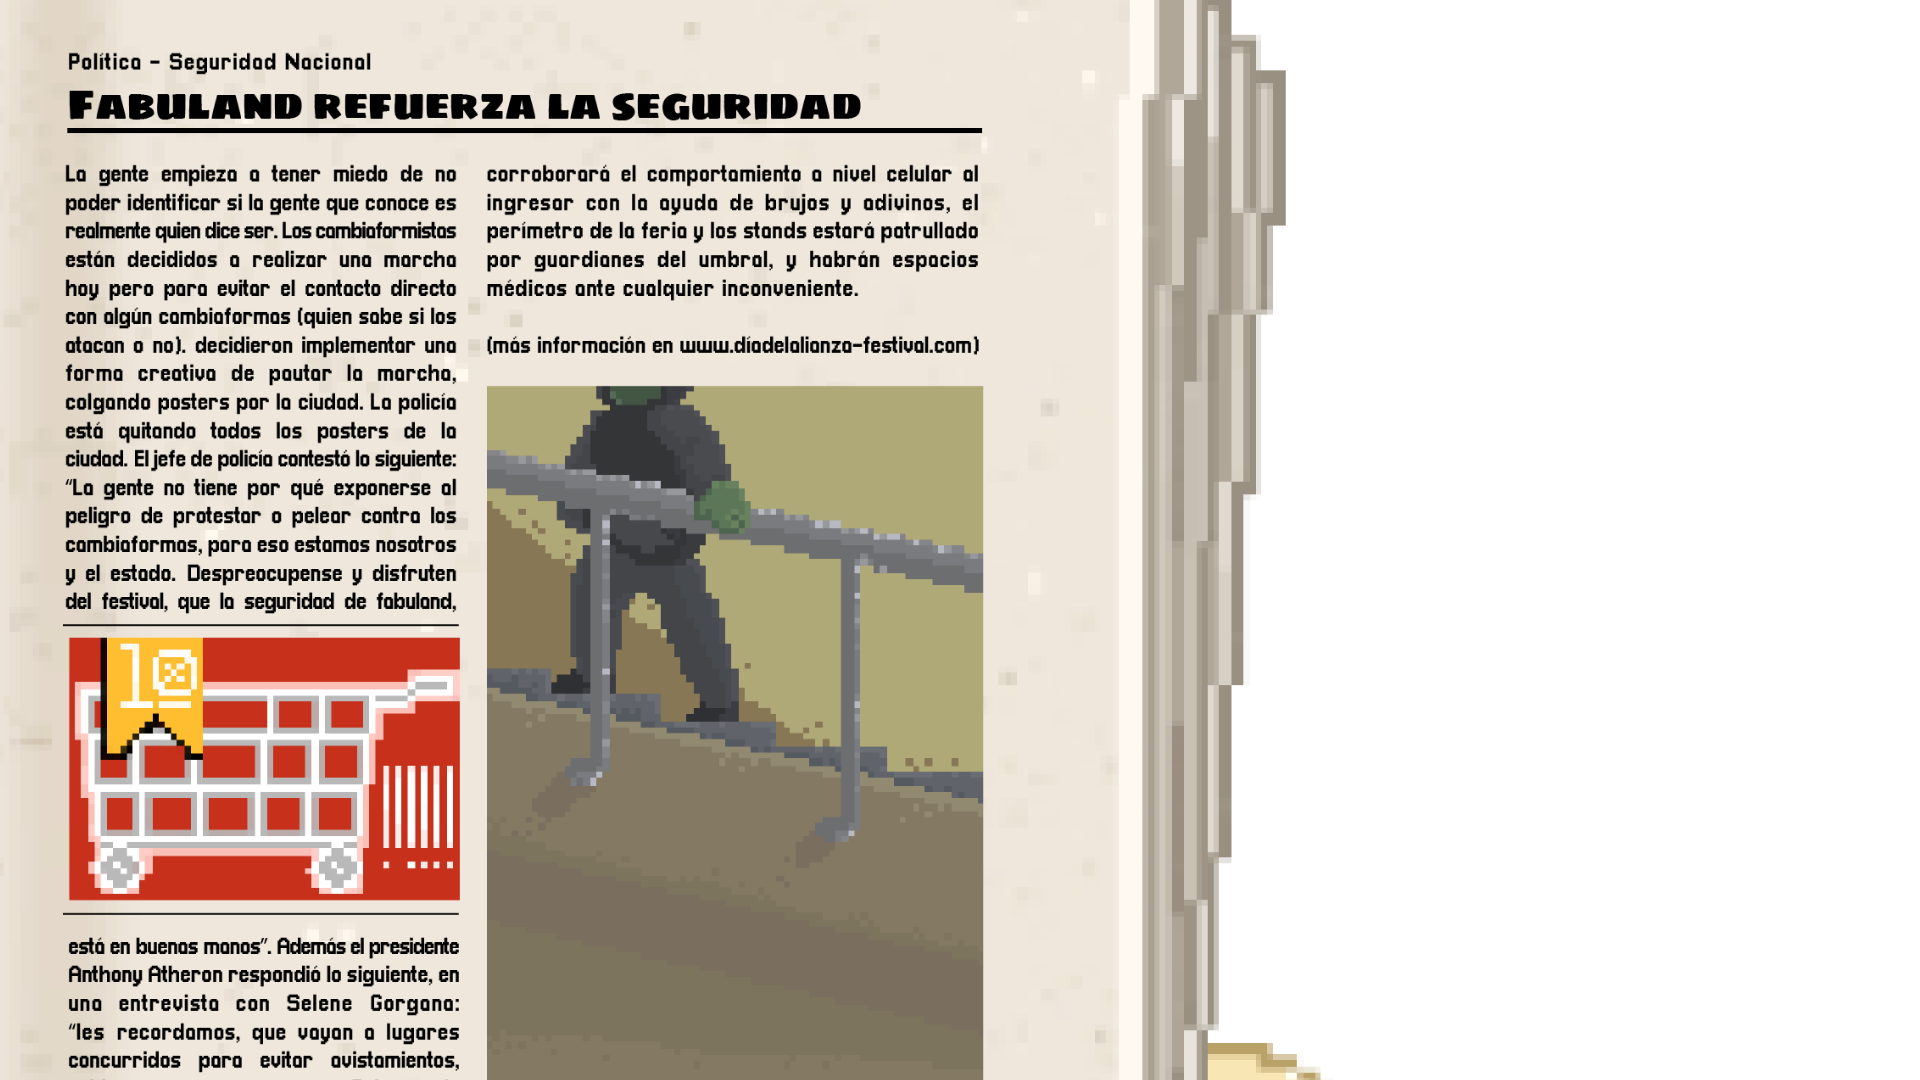 Política - Seguridad Nacional
FABULAND REFUERZA LA SEGURIDAD
La gente empieza a tener miedo de no
poder identificar si la gente que conoce es
realmente quien dice ser. Los cambiaformistas
están decididos a realizar una marcha
hoy pero para evitar el contacto directo
con algún cambiaformas (quien sabe si los
atacan o no). decidieron implementar una
forma creativa de pautar la marcha,
colgando posters por la ciudad. La policía
está quitando todos los posters de la
ciudad. El jefe de policía contestó lo siguiente:
"La gente no tiene por qué exponerse al
peligro de protestar o pelear contra los
cambiaformas, para eso estamos nosotros
y el estado. Despreocupense y disfruten
del festival, que la seguridad de fabuland,
10
está en buenas manos". Además el presidente
Anthony Atheron respondió lo siguiente, en
una entrevista con Selene Gorgana:
"les recordamos, que vayan a lugares
concurridos para evitar avistamientos,
corroborará el comportamiento a nivel celular al
ingresar con la ayuda de brujos y adivinos, el
perímetro de la feria y los stands estará patrullado
por guardianes del umbral, y habrán espacios
médicos ante cualquier inconveniente.
(más información en www.díadelalianza-festival.com)